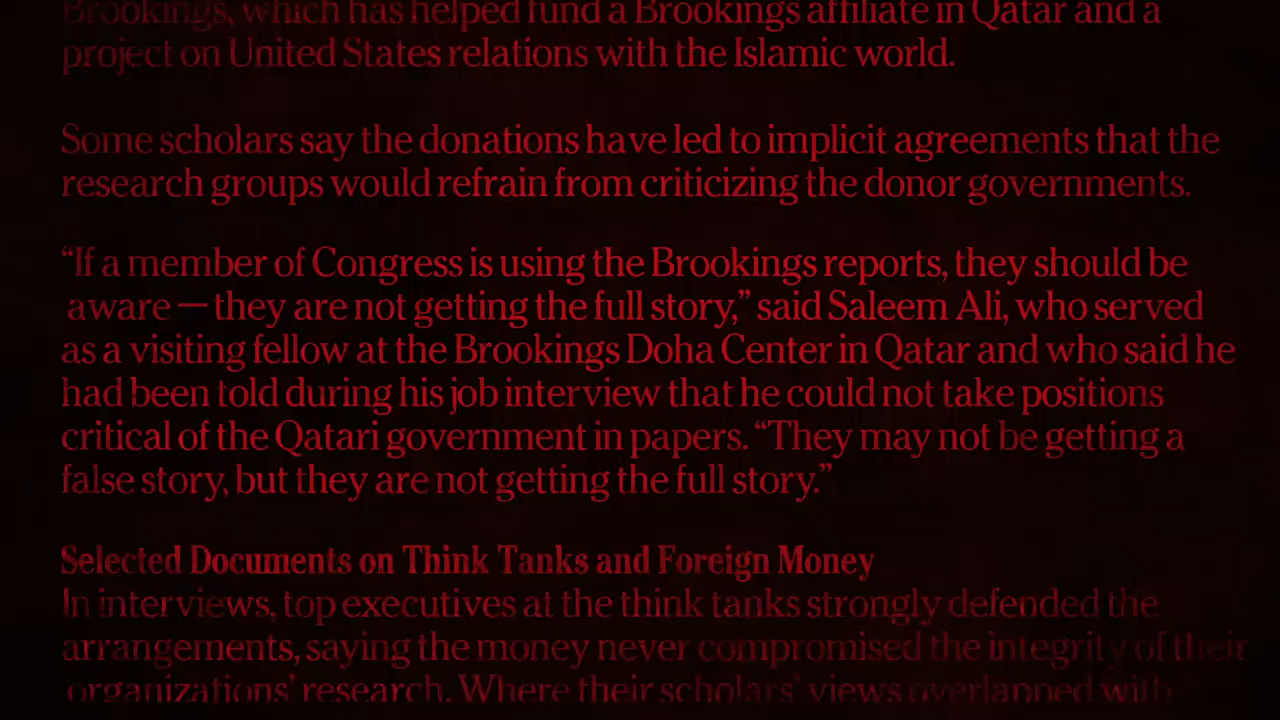 Brookings, which has helped fund a Brookings affiliate in Qatar and a
project on United States relations with the Islamic world.
Some scholars say the donations have led to implicit agreements that the
research groups would refrain from criticizing the donor governments.
“If a member of Congress is using the Brookings reports, they should be
aware — they are not getting the full story,” said Saleem Ali, who served
as a visiting fellow at the Brookings Doha Center in Qatar and who said he
had been told during his job interview that he could not take positions
critical of the Qatari government in papers. “They may not be getting a
false story, but they are not getting the full story.”
Selected Documents on Think Tanks and Foreign Money
In interviews, top executives at the think tanks strongly defended the
arrangements, saying the money never compromised the integrity of their
organizations’ research. Where their scholars’ views overlapped with